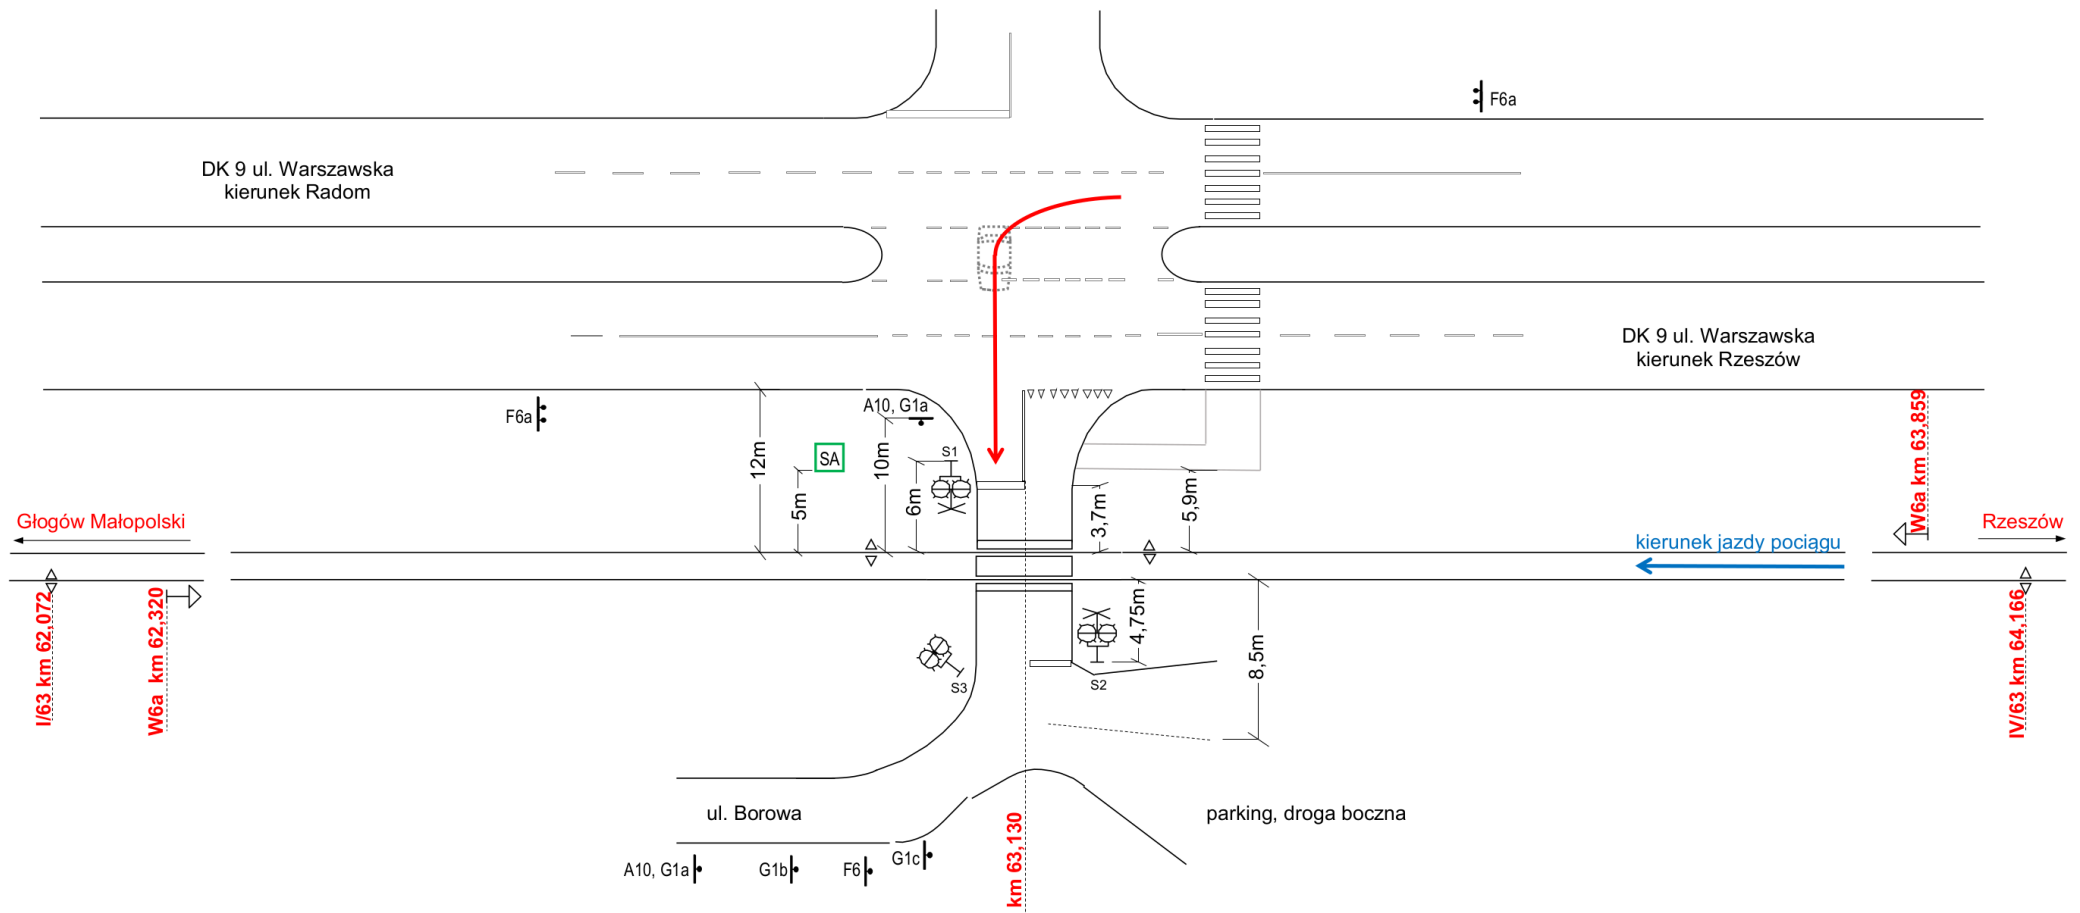 F6a
DK 9 ul. Warszawska
kierunek Radom
DK 9 ul. Warszawska
kierunek Rzeszów
F6a
A10, G1a
12m
SA
10m
S1
5m
6m
3,7m
5,9m
W6a km 63,859
Głogów Małopolski
Rzeszów
kierunek jazdy pociągu
I/63 km 62,072
W6a km 62,320
4,75m
8,5m
IV/63 km 64,166
S3
S2
ul. Borowa
parking, droga boczna
km 63,130
A10, G1a
G1b
F6
G1c